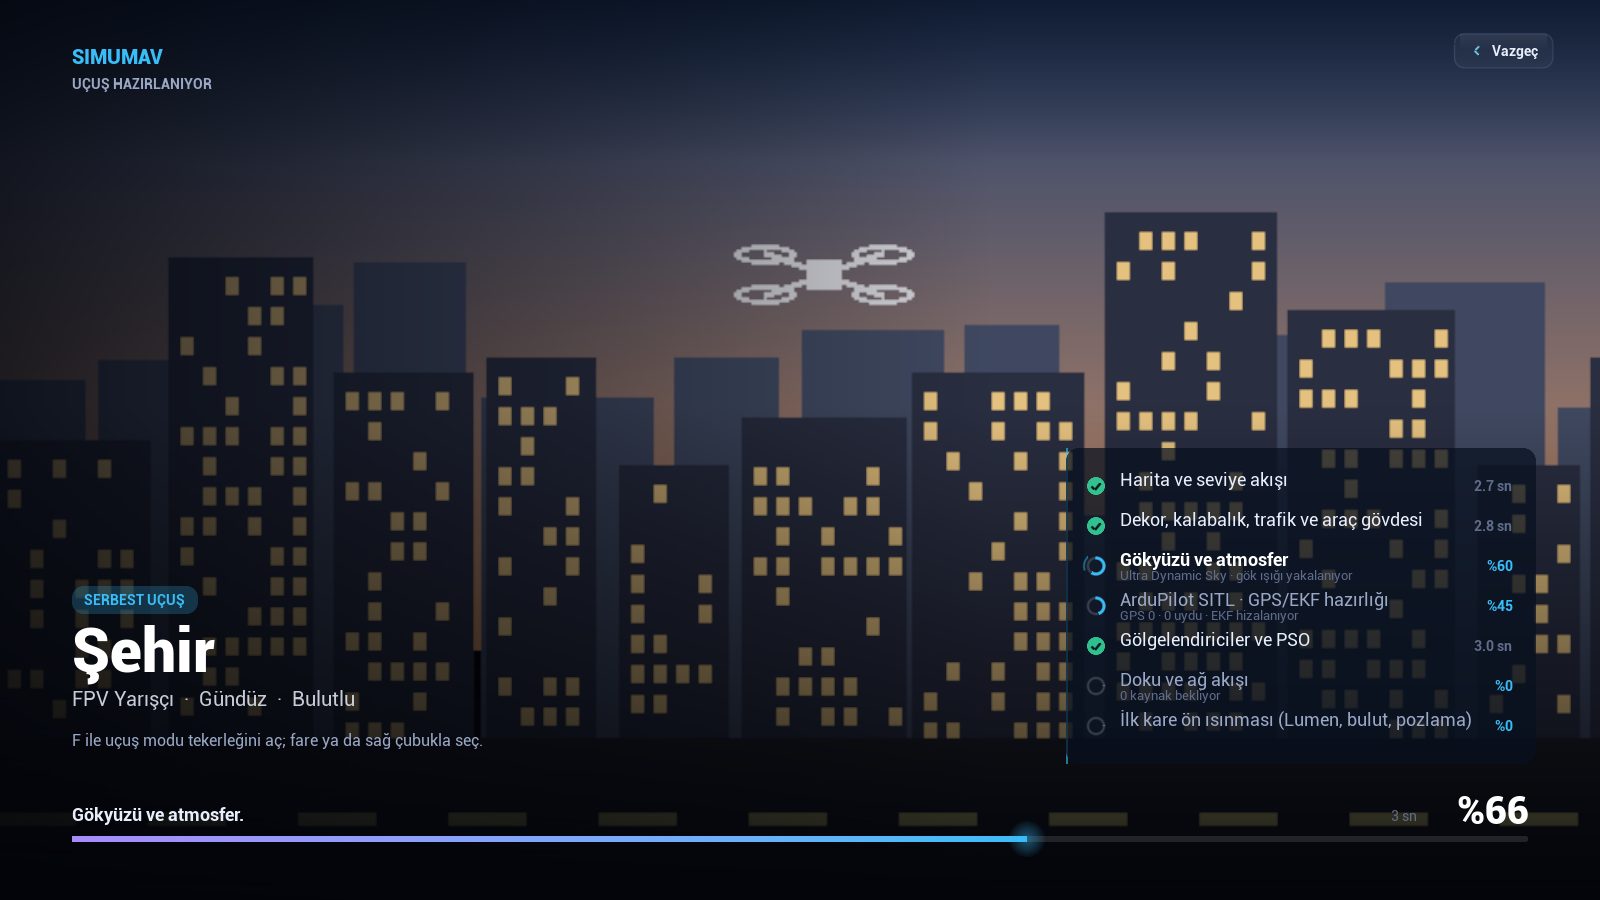 SIMUMAV
UÇUŞ HAZIRLANIYOR
Vazgeç
SERBEST UÇUŞ
Şehir
FPV Yarışçı · Gündüz · Bulutlu
F ile uçuş modu tekerleğini aç; fare ya da sağ çubukla seç.
Harita ve seviye akışı 2.7 sn
Dekor, kalabalık, trafik ve araç gövdesi 2.8 sn
Gökyüzü ve atmosfer %60
Ultra Dynamic Sky · gök ışığı yakalanıyor
ArduPilot SITL · GPS/EKF hazırlığı %45
GPS 0 · 0 uydu · EKF hizalanıyor
Gölgelendiriciler ve PSO 3.0 sn
Doku ve ağ akışı %0
0 kaynak bekliyor
İlk kare ön ısınması (Lumen, bulut, pozlama) %0
Gökyüzü ve atmosfer. 3 sn %66